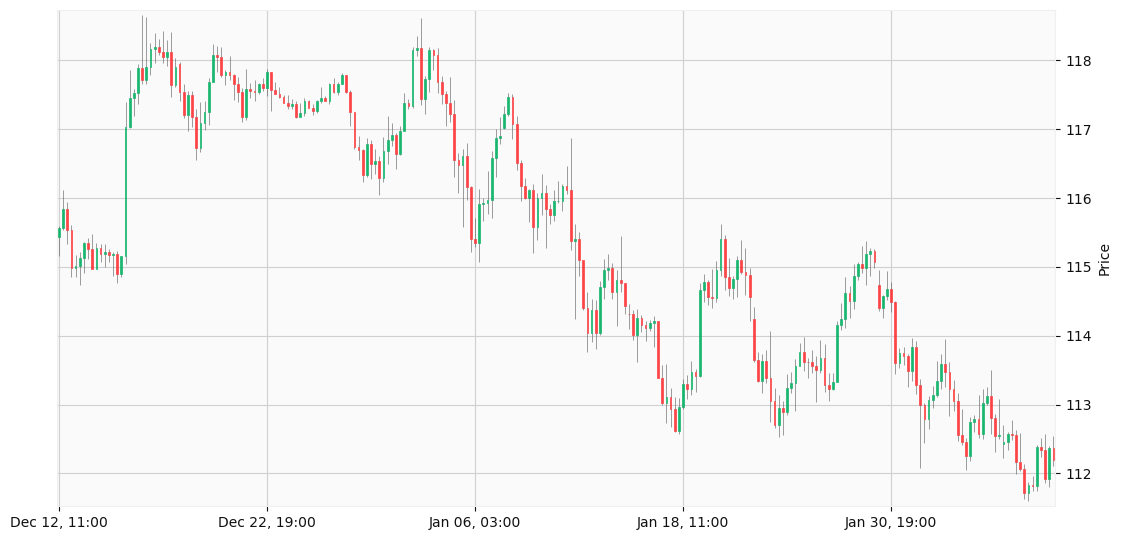 118
117
116
115
114
113
112
Price
Dec 12, 11:00
Dec 22, 19:00
Jan 06, 03:00
Jan 18, 11:00
Jan 30, 19:00